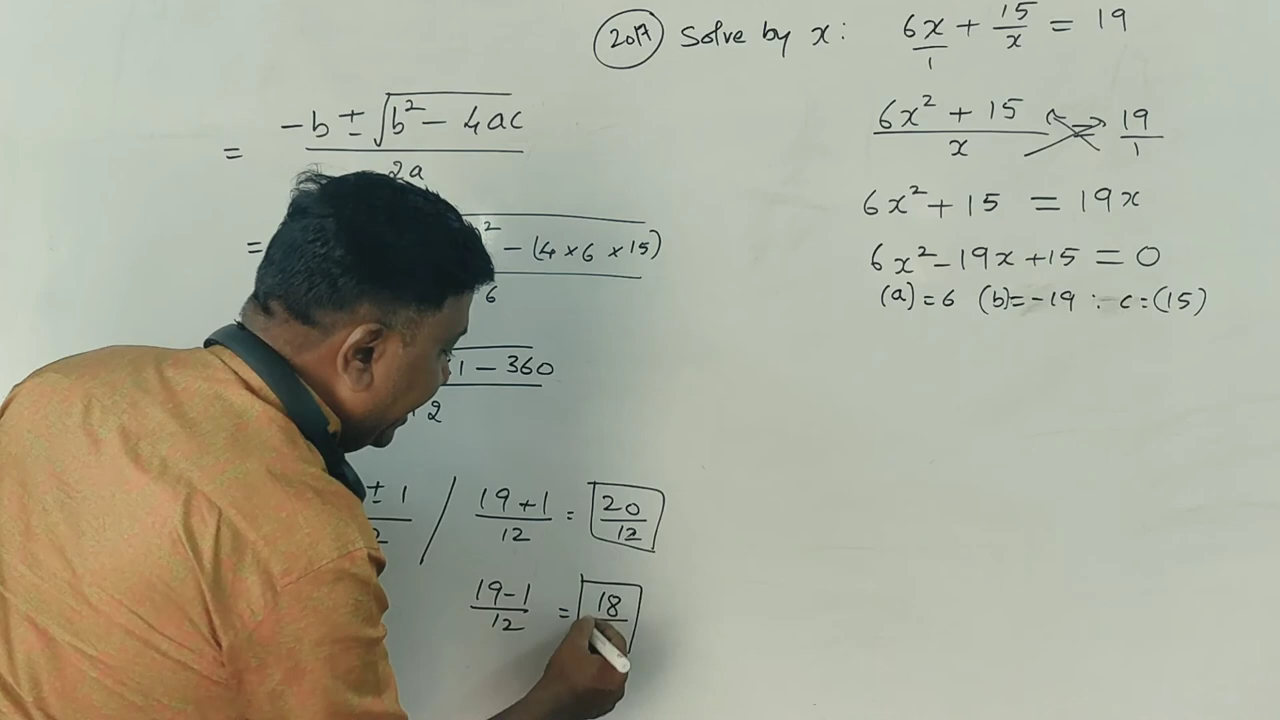 2017 Solve by x : 6x/1 + 15/x = 19
6x² + 15 / x 19/1
6x² + 15 = 19x
6x² - 19x + 15 = 0
(a) = 6 (b) = -19 : c = (15)
= -b ± √b² - 4ac / 2a
= ² - (4 × 6 × 15)
6
1 - 360
2
± 1 / 2 / 19 + 1 / 12 = 20/12
19 - 1 / 12 = 18